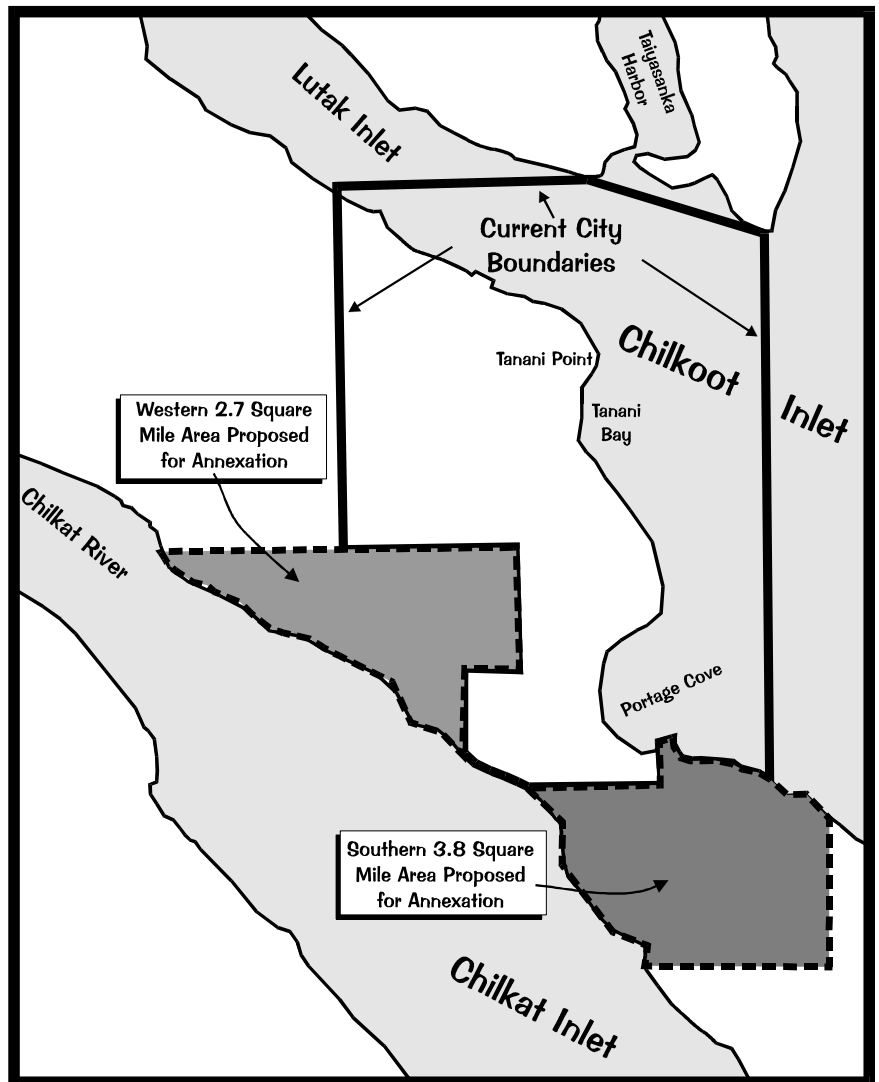 Taiyasanka
Harbor
Lutak Inlet
Current City
Boundaries
Chilkoot
Inlet
Tanani Point
Tanani
Bay
Western 2.7 Square
Mile Area Proposed
for Annexation
Chilkat River
Portage Cove
Southern 3.8 Square
Mile Area Proposed
for Annexation
Chilkat Inlet